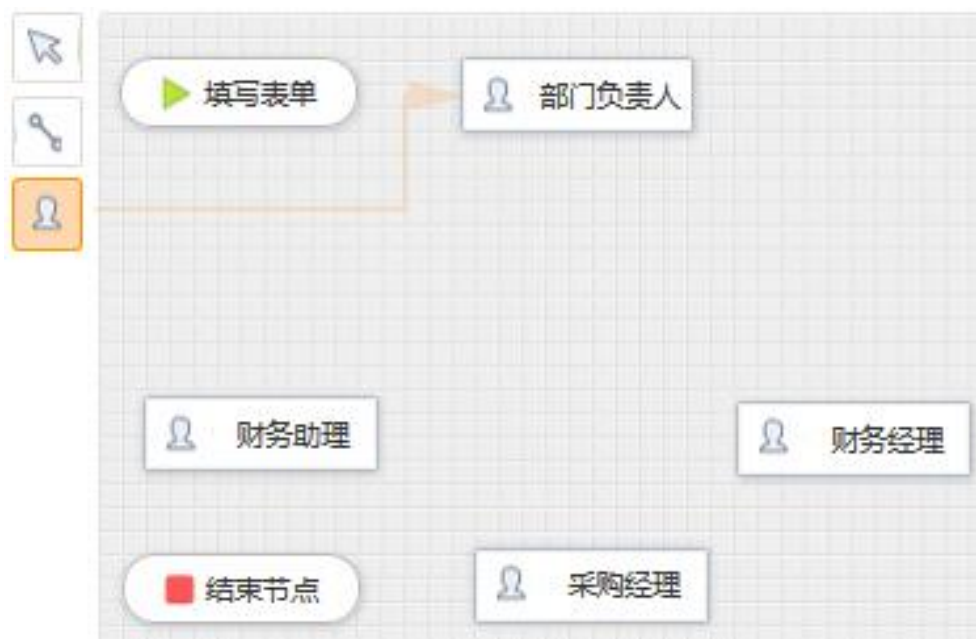 填写表单
部门负责人
财务助理
财务经理
结束节点
采购经理